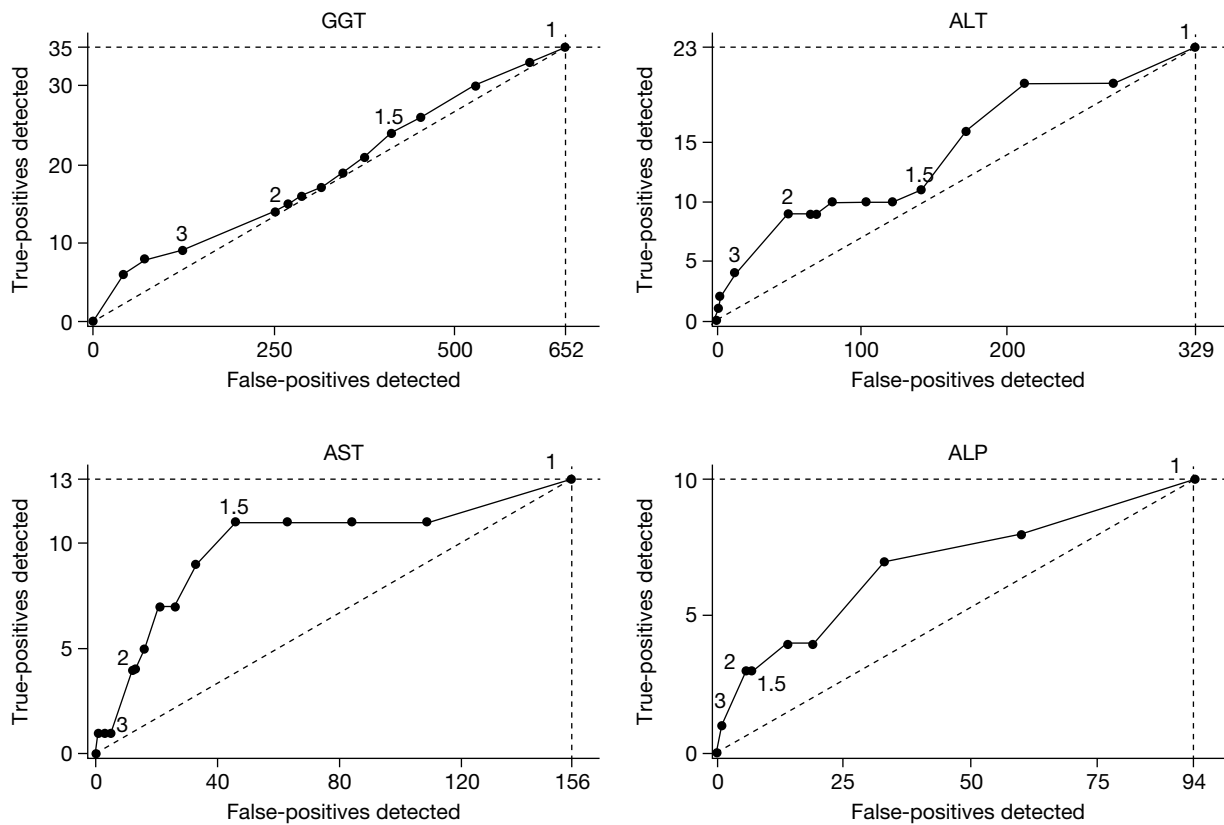 GGT
1
35
30
1.5
20
2
3
10
0
0 250 500 652
True-positives detected
False-positives detected
ALT
1
23
15
1.5
2
10
3
5
0
0 100 200 329
True-positives detected
False-positives detected
AST
1
13
1.5
10
5
2
3
0
0 40 80 120 156
True-positives detected
False-positives detected
ALP
1
10
5
2
1.5
3
0
0 25 50 75 94
True-positives detected
False-positives detected